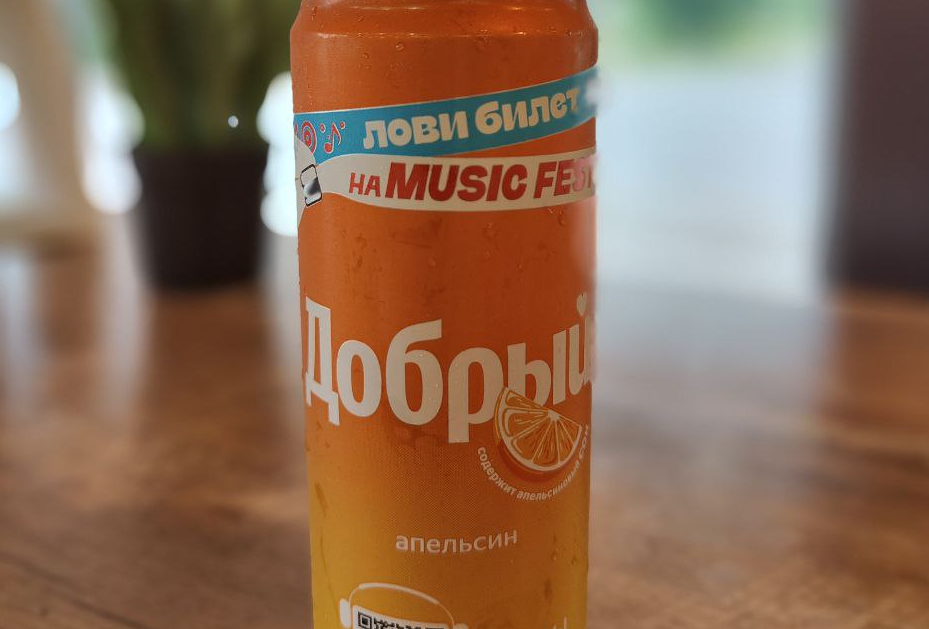 лови билет
на MUSIC FEST
Добрый
содержит апельсиновый сок
апельсин